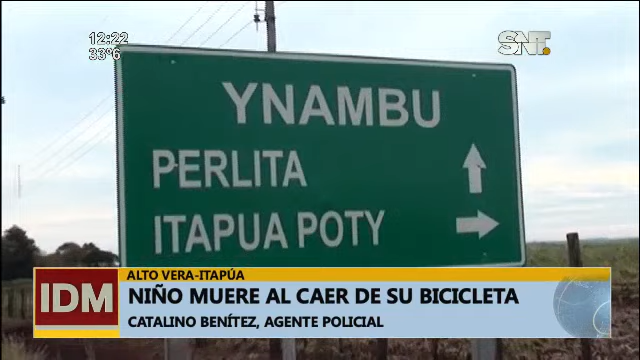 12:22
33°6
SNT
YNAMBU
PERLITA
ITAPUA POTY
ALTO VERA-ITAPÚA
IDM
NIÑO MUERE AL CAER DE SU BICICLETA
CATALINO BENÍTEZ, AGENTE POLICIAL